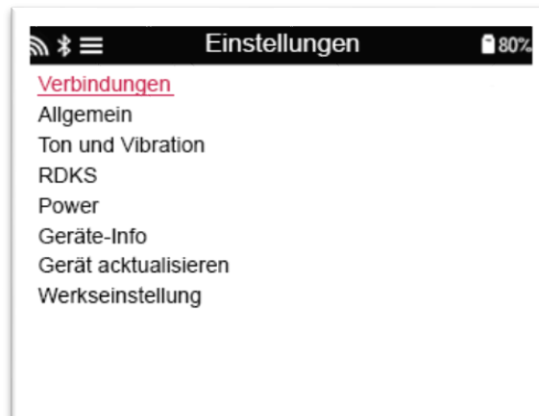 Einstellungen 80%
Verbindungen
Allgemein
Ton und Vibration
RDKS
Power
Geräte-Info
Gerät acktualisieren
Werkseinstellung